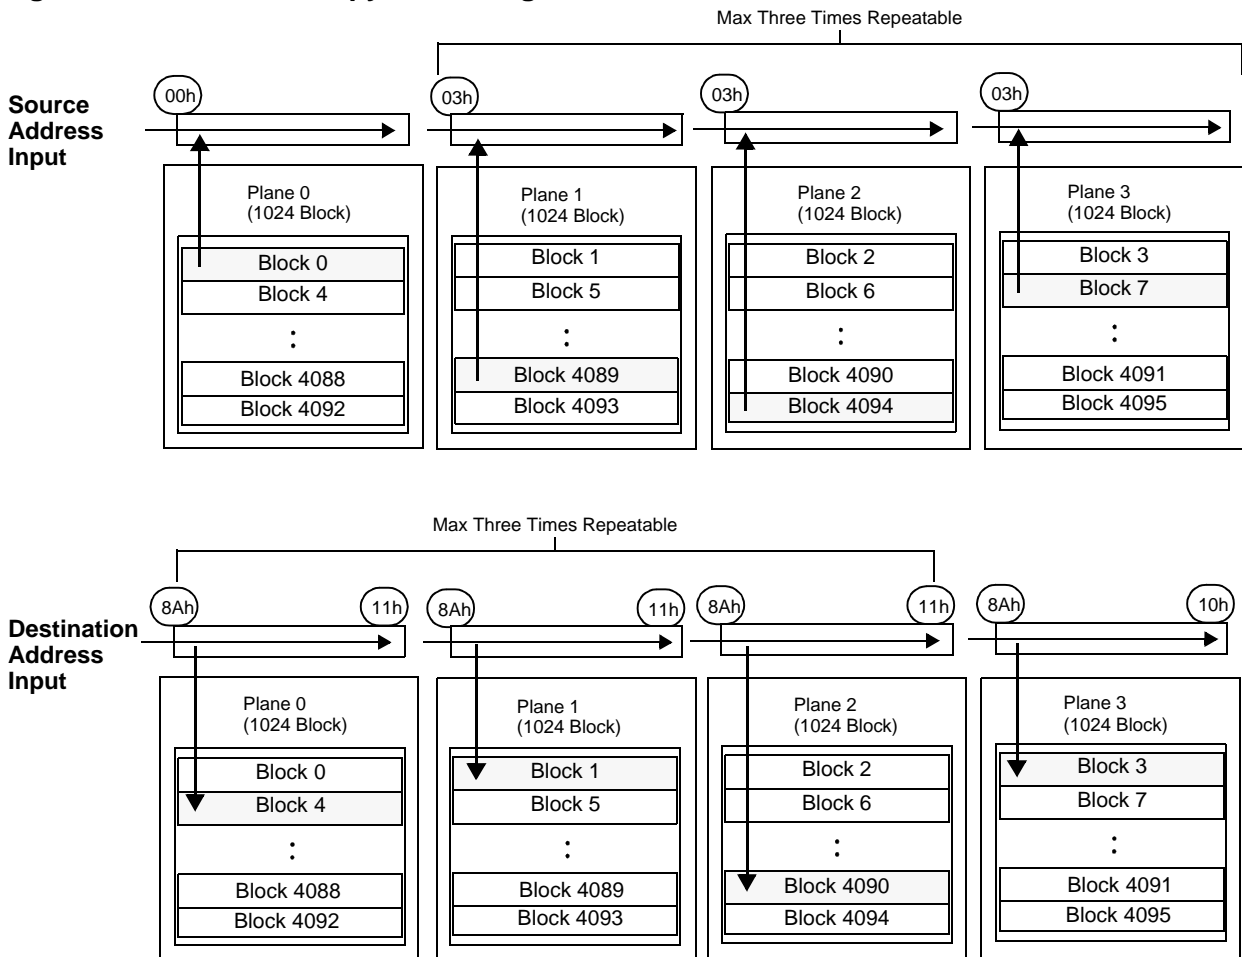 Max Three Times Repeatable
Source
Address
Input
00h
03h
03h
03h
Plane 0
(1024 Block)
Block 0
Block 4
:
Block 4088
Block 4092
Plane 1
(1024 Block)
Block 1
Block 5
:
Block 4089
Block 4093
Plane 2
(1024 Block)
Block 2
Block 6
:
Block 4090
Block 4094
Plane 3
(1024 Block)
Block 3
Block 7
:
Block 4091
Block 4095
Max Three Times Repeatable
Destination
Address
Input
8Ah
11h
8Ah
11h
8Ah
11h
8Ah
10h
Plane 0
(1024 Block)
Block 0
Block 4
:
Block 4088
Block 4092
Plane 1
(1024 Block)
Block 1
Block 5
:
Block 4089
Block 4093
Plane 2
(1024 Block)
Block 2
Block 6
:
Block 4090
Block 4094
Plane 3
(1024 Block)
Block 3
Block 7
:
Block 4091
Block 4095